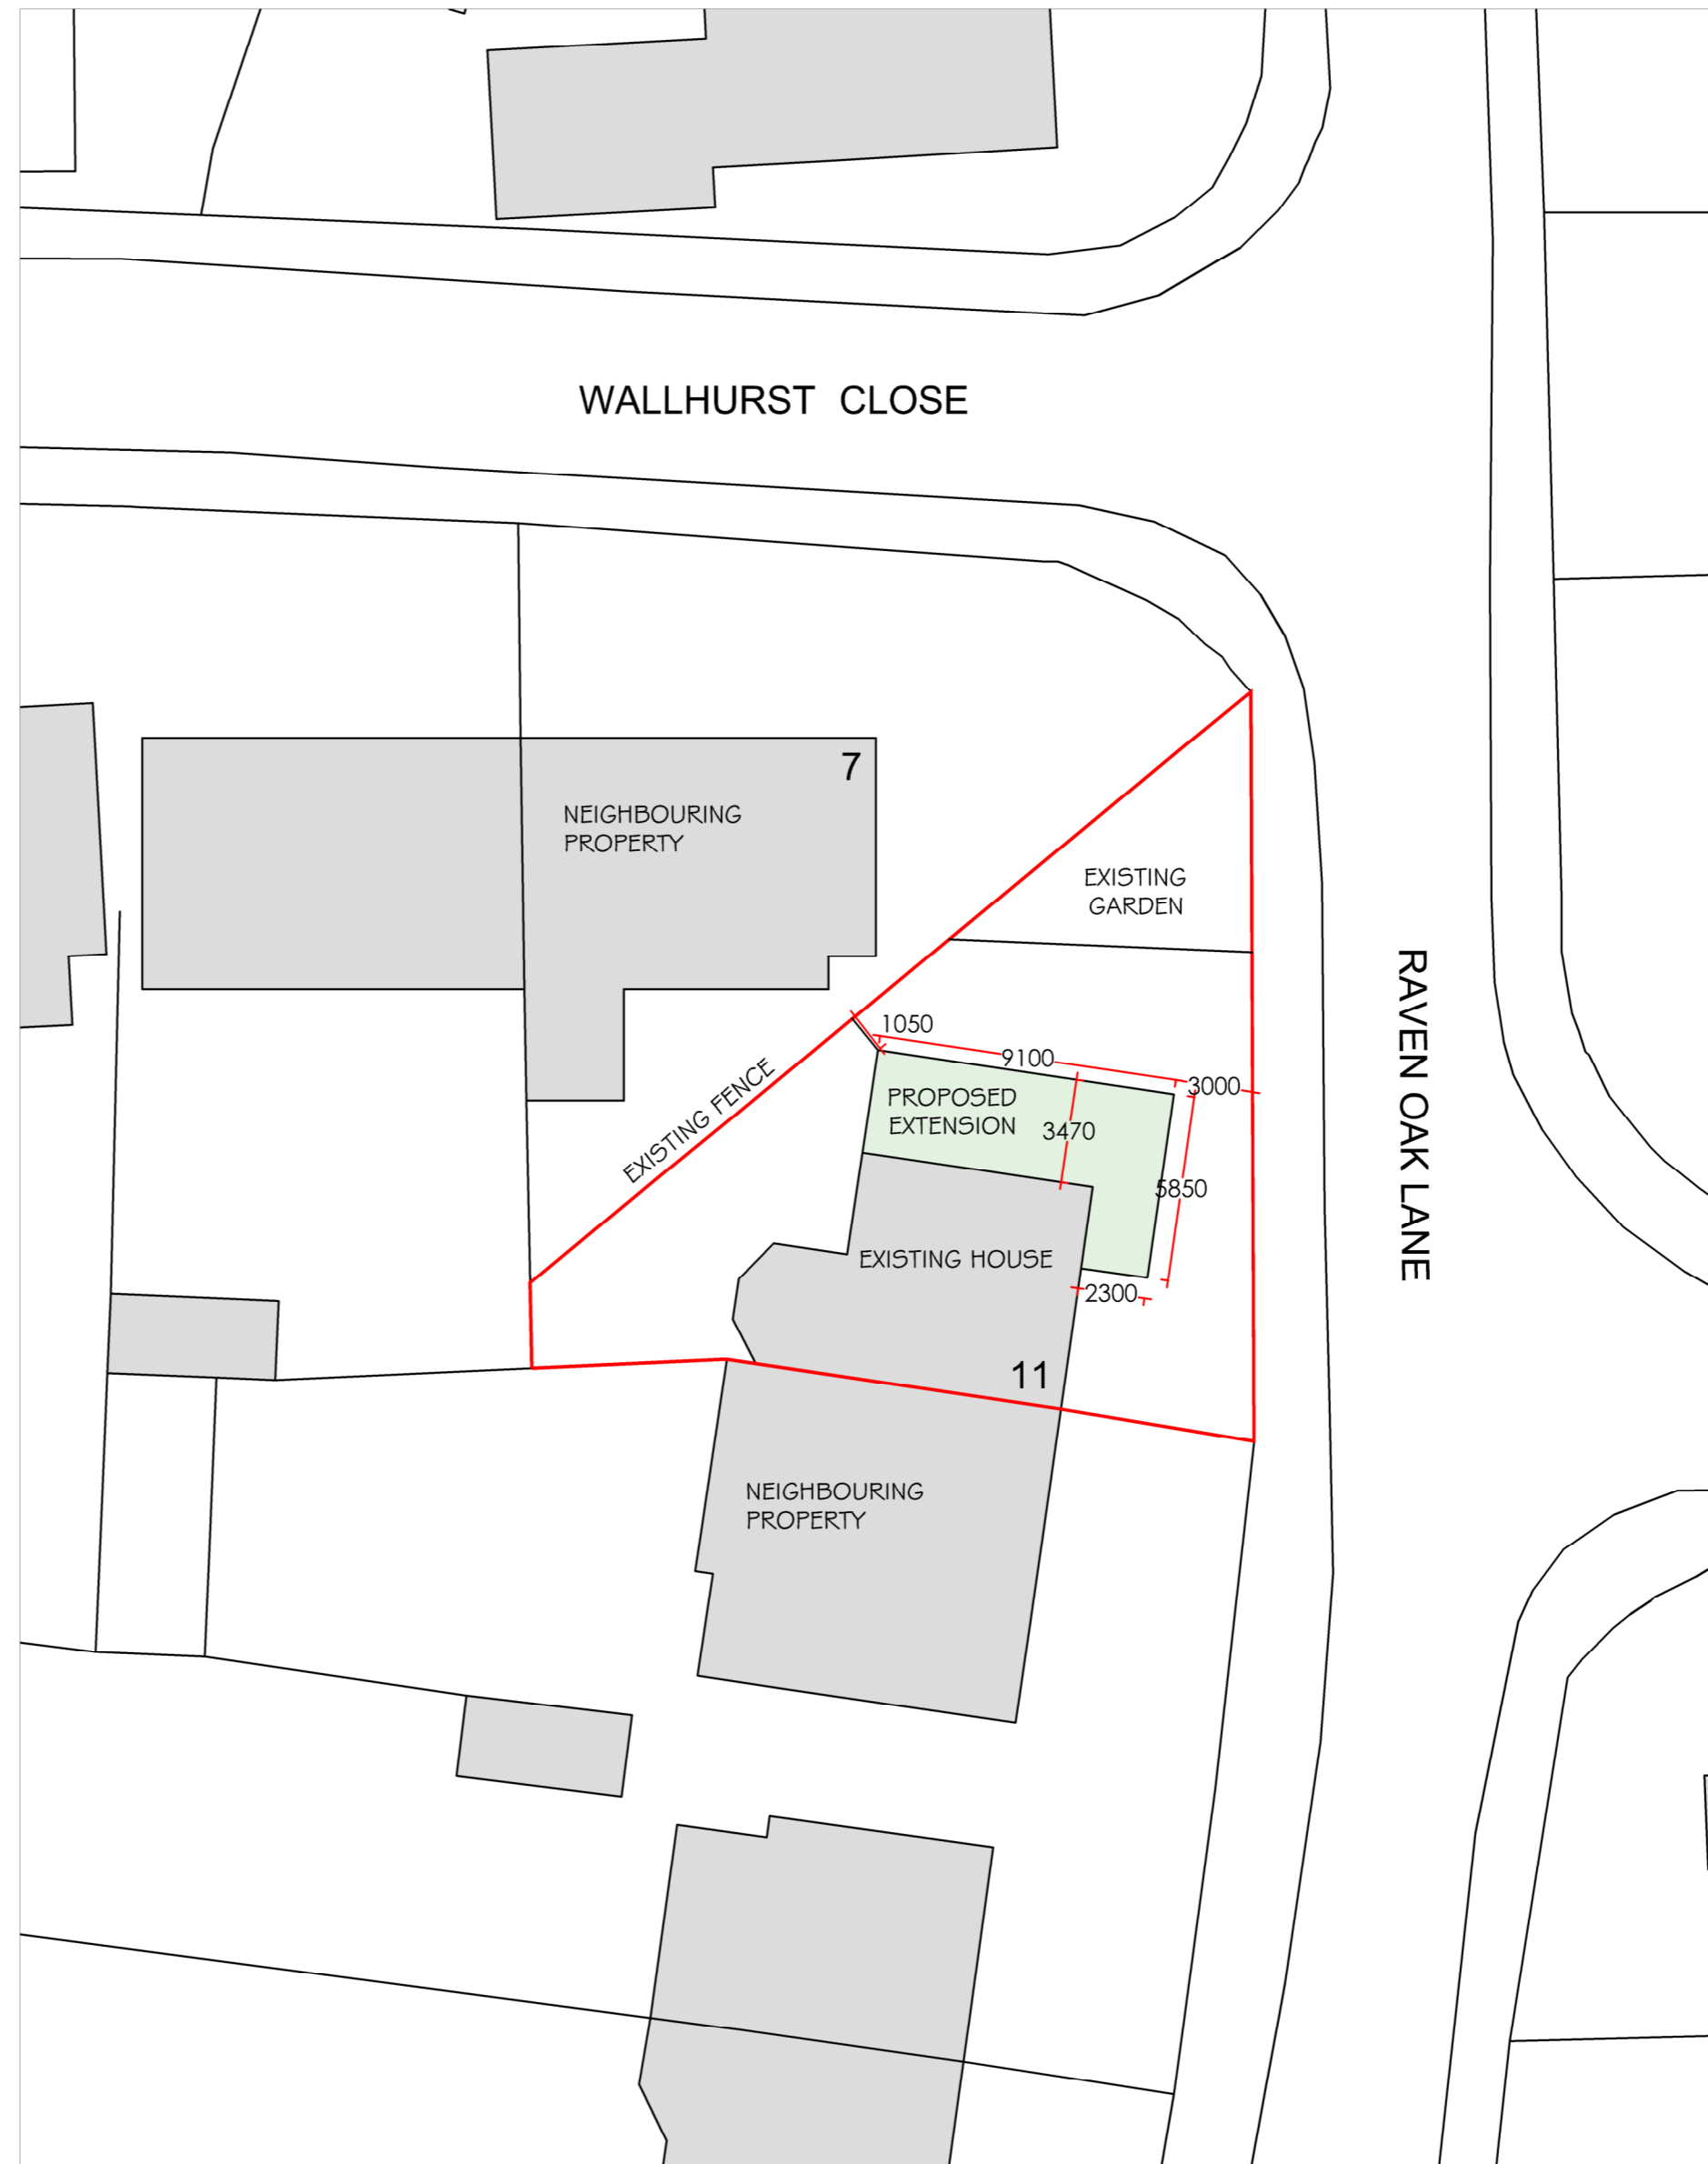 WALLHURST CLOSE
7
NEIGHBOURING
PROPERTY
EXISTING
GARDEN
RAVEN OAK LANE
1050
9100
3000
EXISTING FENCE
PROPOSED
EXTENSION
3470
5850
EXISTING HOUSE
2300
11
NEIGHBOURING
PROPERTY